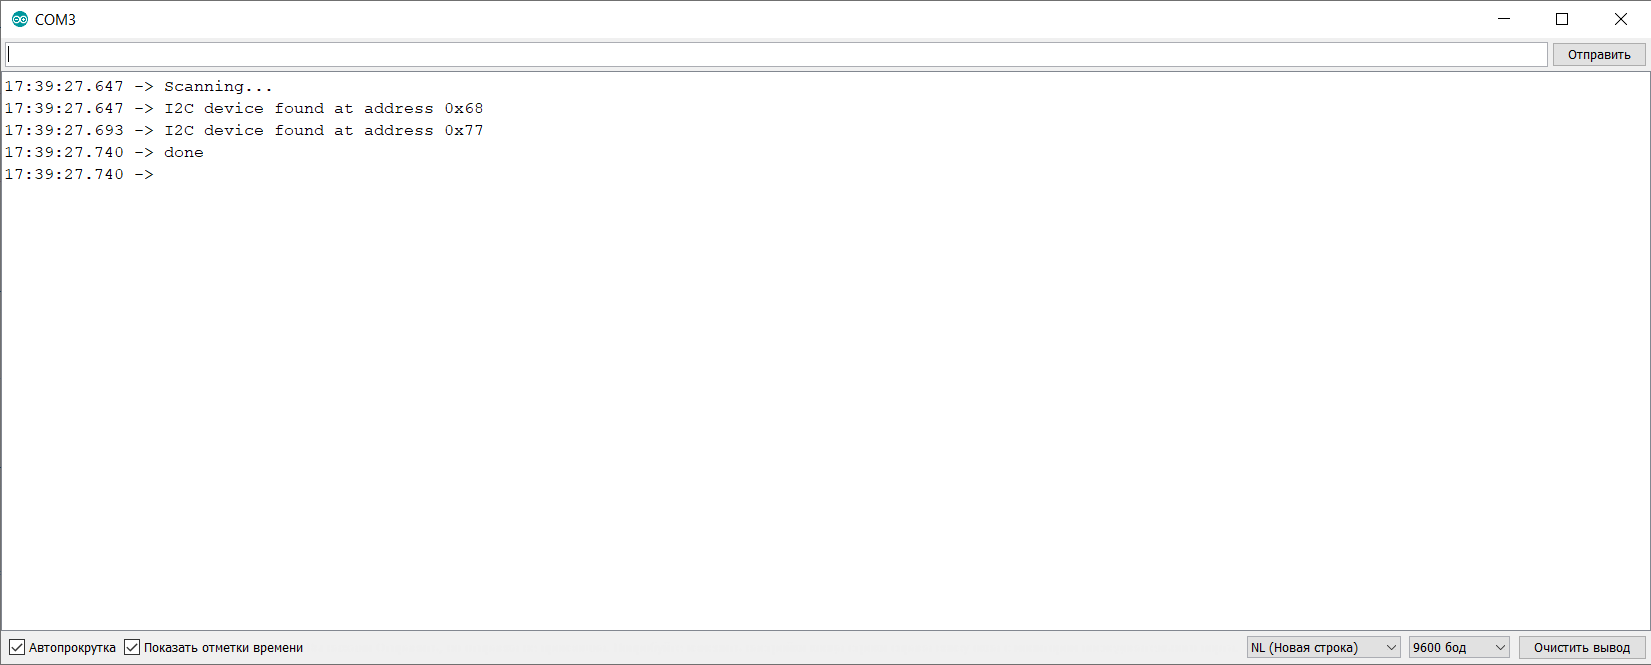 COM3
Отправить
17:39:27.647 -> Scanning...
17:39:27.647 -> I2C device found at address 0x68
17:39:27.693 -> I2C device found at address 0x77
17:39:27.740 -> done
17:39:27.740 ->
Автопрокрутка Показать отметки времени NL (Новая строка) 9600 бод Очистить вывод